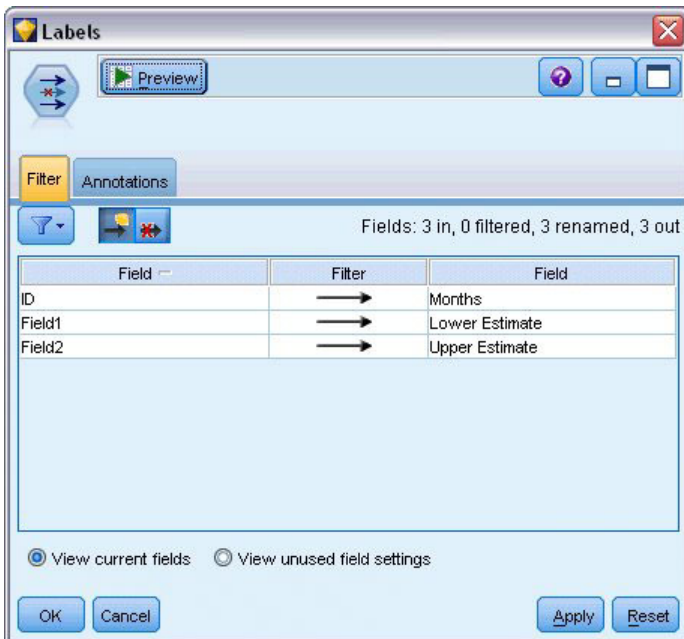 Labels
Preview
Filter Annotations
Fields: 3 in, 0 filtered, 3 renamed, 3 out
Field Filter Field
ID Months
Field1 Lower Estimate
Field2 Upper Estimate
View current fields View unused field settings
OK Cancel Apply Reset